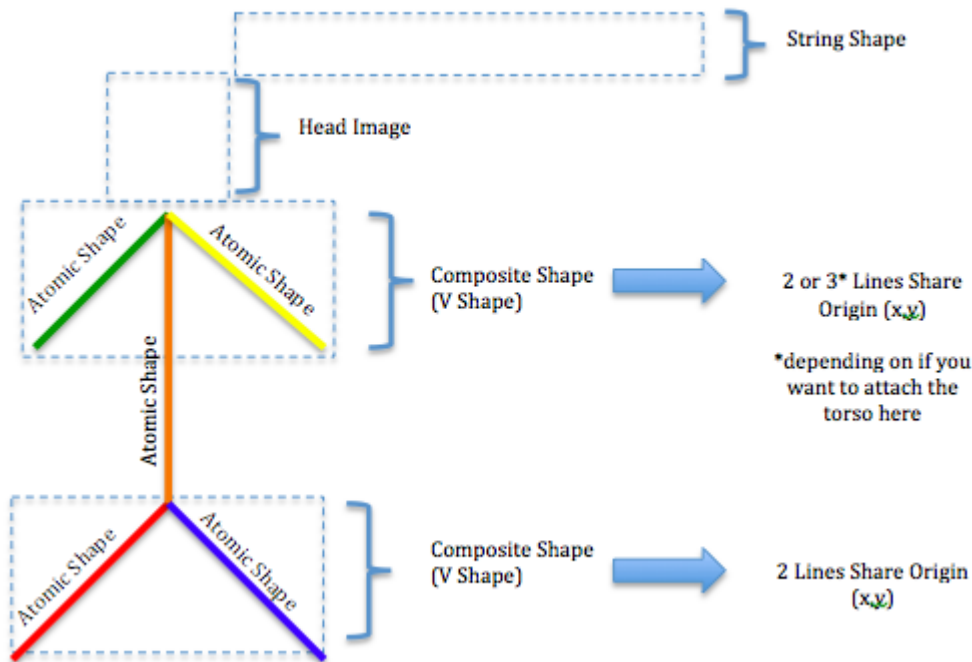 String Shape
Head Image
Atomic Shape
Atomic Shape
Composite Shape
(V Shape)
2 or 3* Lines Share
Origin (x,y)
*depending on if you
want to attach the
torso here
Atomic Shape
Atomic Shape
Atomic Shape
Composite Shape
(V Shape)
2 Lines Share Origin
(x,y)